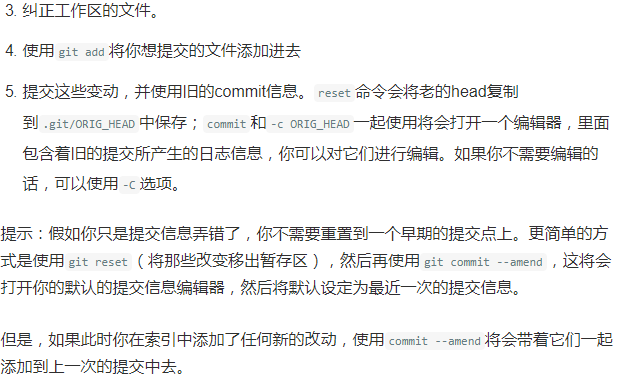 3. 纠正工作区的文件。
4. 使用 git add 将你想提交的文件添加进去
5. 提交这些变动，并使用旧的commit信息。reset 命令会将老的head复制
到 .git/ORIG_HEAD 中保存；commit 和 -c ORIG_HEAD 一起使用将会打开一个编辑器，里面
包含着旧的提交所产生的日志信息，你可以对它们进行编辑。如果你不需要编辑的
话，可以使用 -C 选项。
提示：假如你只是提交信息弄错了，你不需要重置到一个早期的提交点上。更简单的方
式是使用 git reset（将那些改变移出暂存区），然后再使用 git commit --amend，这将会
打开你的默认的提交信息编辑器，然后将默认设定为最近一次的提交信息。
但是，如果此时你在索引中添加了任何新的改动，使用 commit --amend 将会带着它们一起
添加到上一次的提交中去。